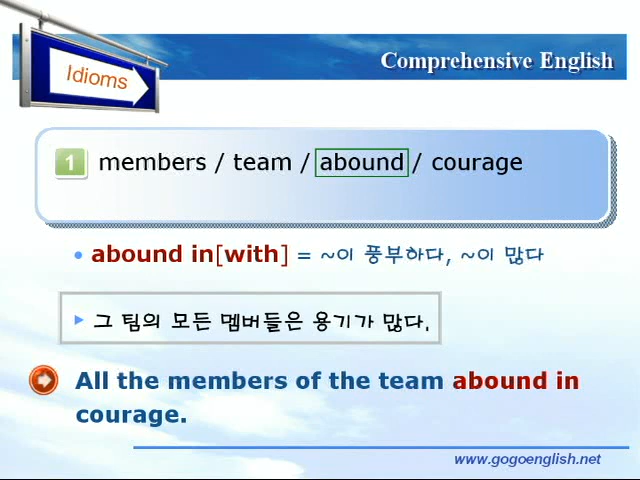 Idioms
Comprehensive English
1 members / team / abound / courage
• abound in[with] = ~이 풍부하다, ~이 많다
▶ 그 팀의 모든 멤버들은 용기가 많다.
All the members of the team abound in
courage.
www.gogoenglish.net